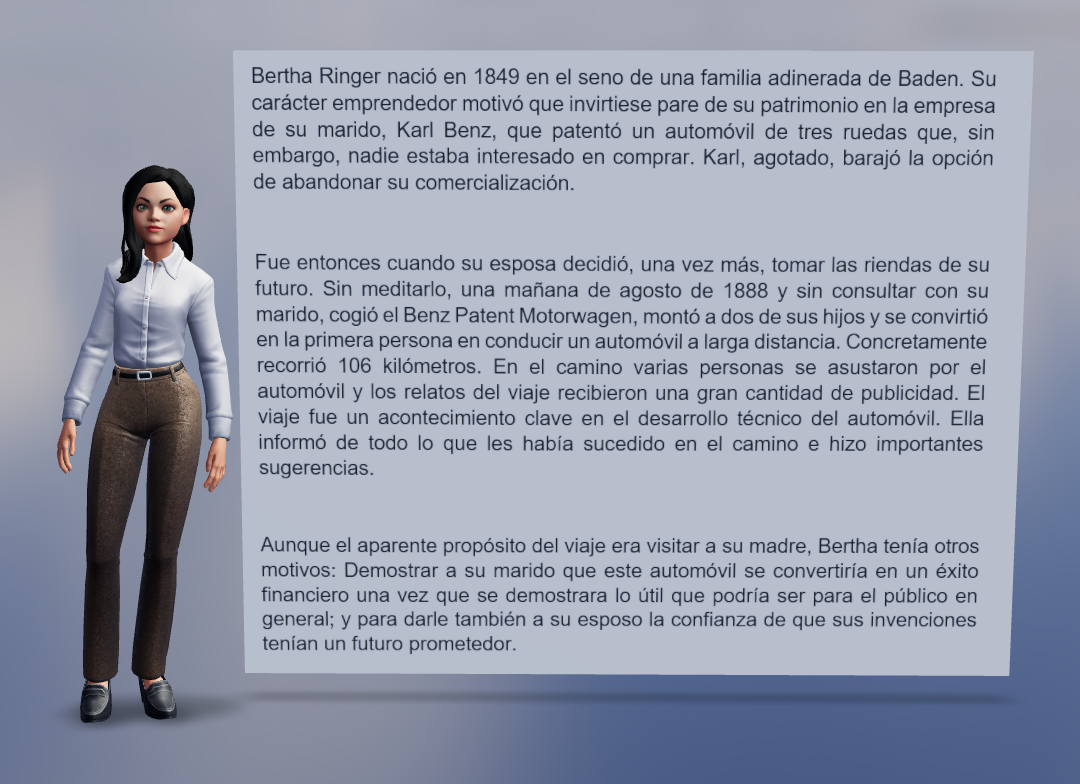 Bertha Ringer nació en 1849 en el seno de una familia adinerada de Baden. Su
carácter emprendedor motivó que invirtiese pare de su patrimonio en la empresa
de su marido, Karl Benz, que patentó un automóvil de tres ruedas que, sin
embargo, nadie estaba interesado en comprar. Karl, agotado, barajó la opción
de abandonar su comercialización.
Fue entonces cuando su esposa decidió, una vez más, tomar las riendas de su
futuro. Sin meditarlo, una mañana de agosto de 1888 y sin consultar con su
marido, cogió el Benz Patent Motorwagen, montó a dos de sus hijos y se convirtió
en la primera persona en conducir un automóvil a larga distancia. Concretamente
recorrió 106 kilómetros. En el camino varias personas se asustaron por el
automóvil y los relatos del viaje recibieron una gran cantidad de publicidad. El
viaje fue un acontecimiento clave en el desarrollo técnico del automóvil. Ella
informó de todo lo que les había sucedido en el camino e hizo importantes
sugerencias.
Aunque el aparente propósito del viaje era visitar a su madre, Bertha tenía otros
motivos: Demostrar a su marido que este automóvil se convertiría en un éxito
financiero una vez que se demostrara lo útil que podría ser para el público en
general; y para darle también a su esposo la confianza de que sus invenciones
tenían un futuro prometedor.